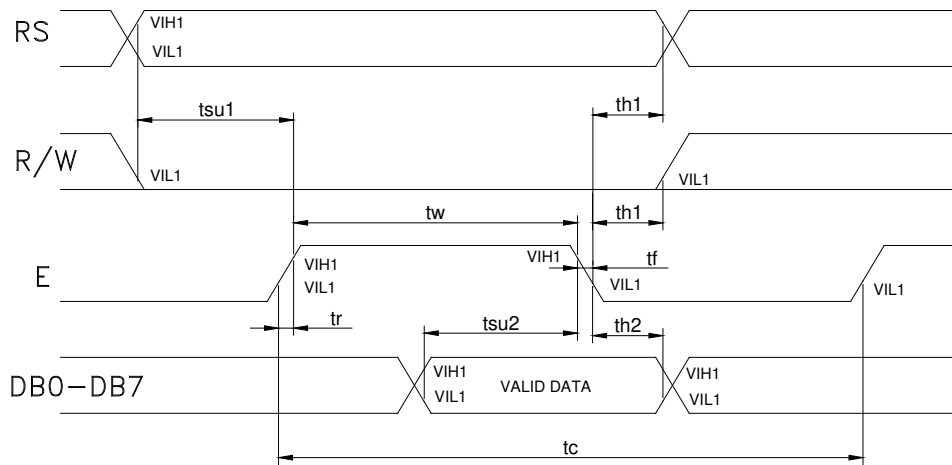 RS
VIH1
VIL1
tsu1
th1
R/W
VIL1
VIL1
tw
th1
E
VIH1
VIL1
VIH1
tf
VIL1
VIL1
tr
tsu2
th2
DB0-DB7
VIH1
VIL1
VALID DATA
VIH1
VIL1
tc